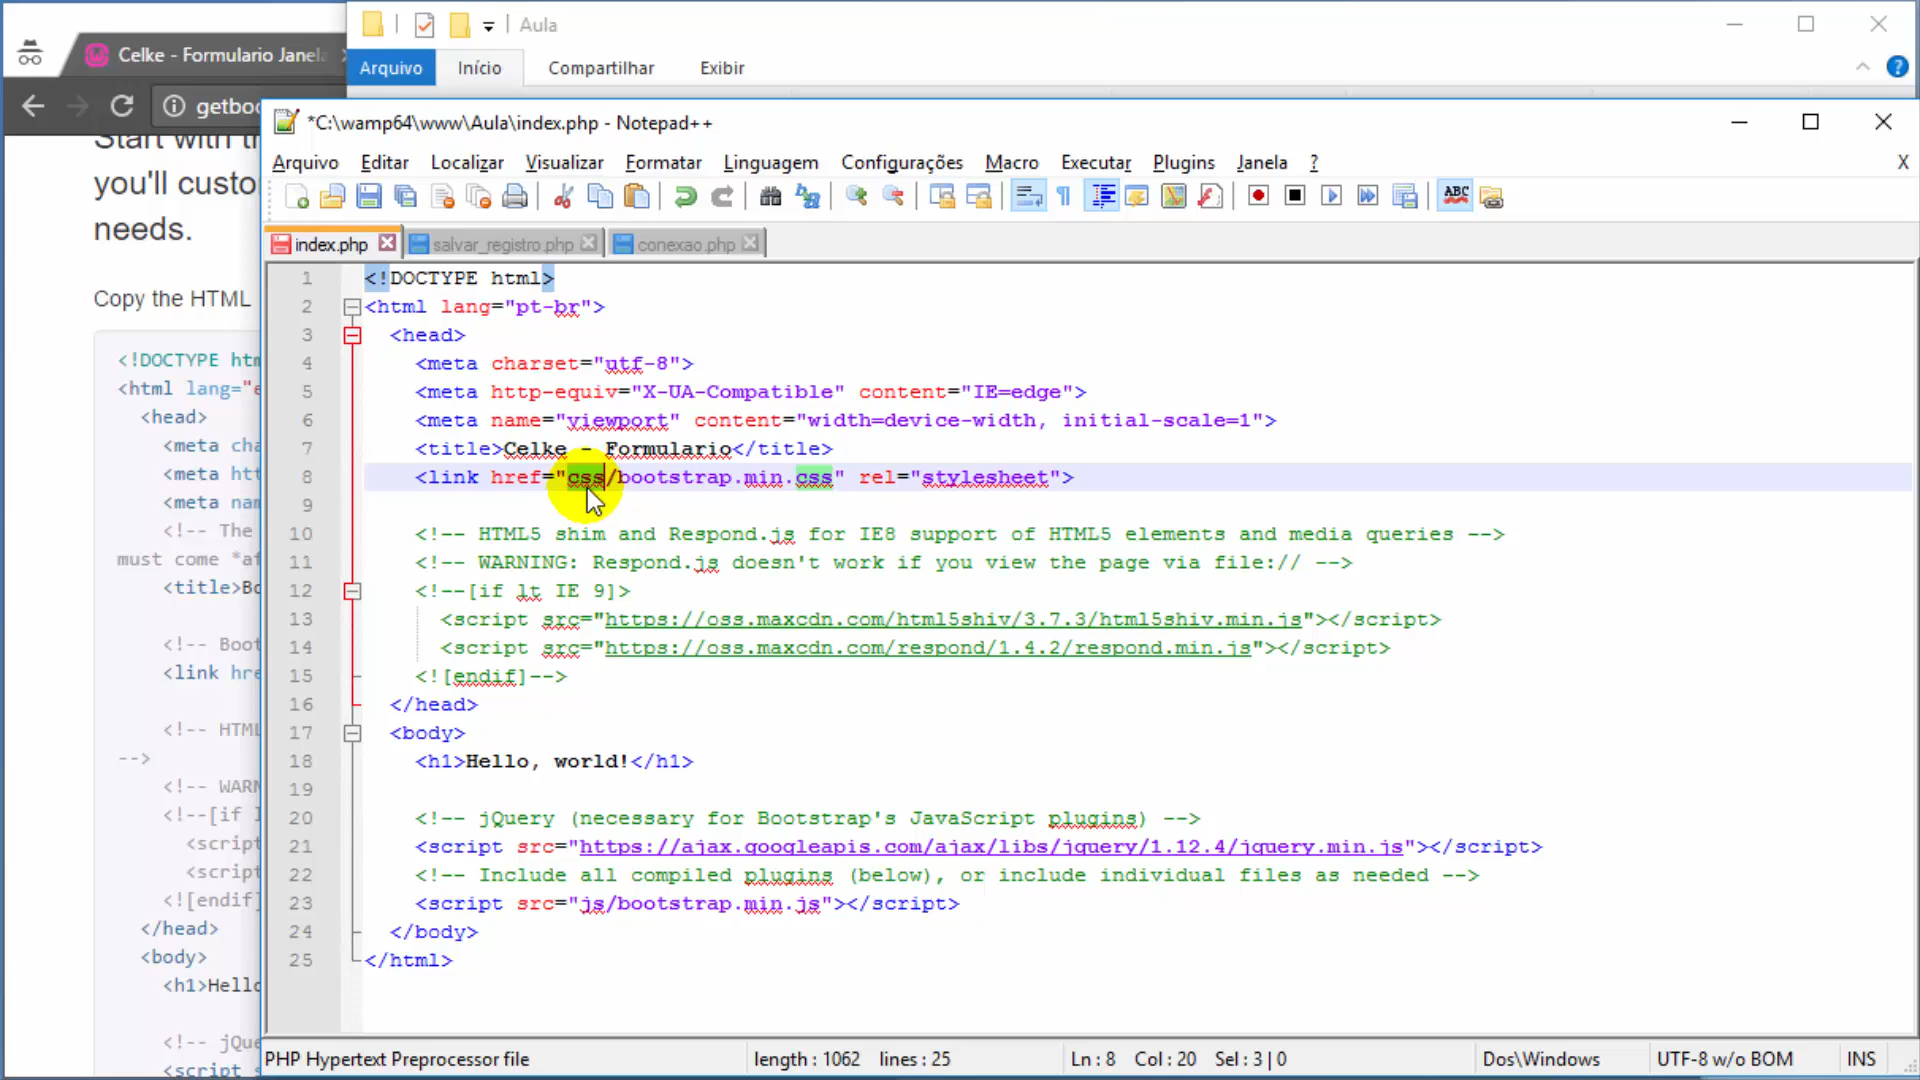 Aula
Celke - Formulario Janela
Arquivo Início Compartilhar Exibir
getboo
*C:\wamp64\www\Aula\index.php - Notepad++
Arquivo Editar Localizar Visualizar Formatar Linguagem Configurações Macro Executar Plugins Janela ? X
ABC
index.php salvar_registro.php conexao.php
Start with
you'll custo
needs.
Copy the HTML
<!DOCTYPE htm
<html lang="e
<head>
<meta cha
<meta htt
<meta nam
<!-- The
must come *af
<title>Bo
<!-- Boot
<link hre
<!-- HTML
-->
<!-- WARN
<!--[if l
<script
<script
<![endif]
</head>
<body>
<h1>Hello
<!-- jQue
<script s
1 <!DOCTYPE html>
2 <html lang="pt-br">
3 <head>
4 <meta charset="utf-8">
5 <meta http-equiv="X-UA-Compatible" content="IE=edge">
6 <meta name="viewport" content="width=device-width, initial-scale=1">
7 <title>Celke - Formulario</title>
8 <link href="css/bootstrap.min.css" rel="stylesheet">
9
10 <!-- HTML5 shim and Respond.js for IE8 support of HTML5 elements and media queries -->
11 <!-- WARNING: Respond.js doesn't work if you view the page via file:// -->
12 <!--[if lt IE 9]>
13 <script src="https://oss.maxcdn.com/html5shiv/3.7.3/html5shiv.min.js"></script>
14 <script src="https://oss.maxcdn.com/respond/1.4.2/respond.min.js"></script>
15 <![endif]-->
16 </head>
17 <body>
18 <h1>Hello, world!</h1>
19
20 <!-- jQuery (necessary for Bootstrap's JavaScript plugins) -->
21 <script src="https://ajax.googleapis.com/ajax/libs/jquery/1.12.4/jquery.min.js"></script>
22 <!-- Include all compiled plugins (below), or include individual files as needed -->
23 <script src="js/bootstrap.min.js"></script>
24 </body>
25 </html>
PHP Hypertext Preprocessor file length : 1062 lines : 25 Ln : 8 Col : 20 Sel : 3 | 0 Dos\Windows UTF-8 w/o BOM INS